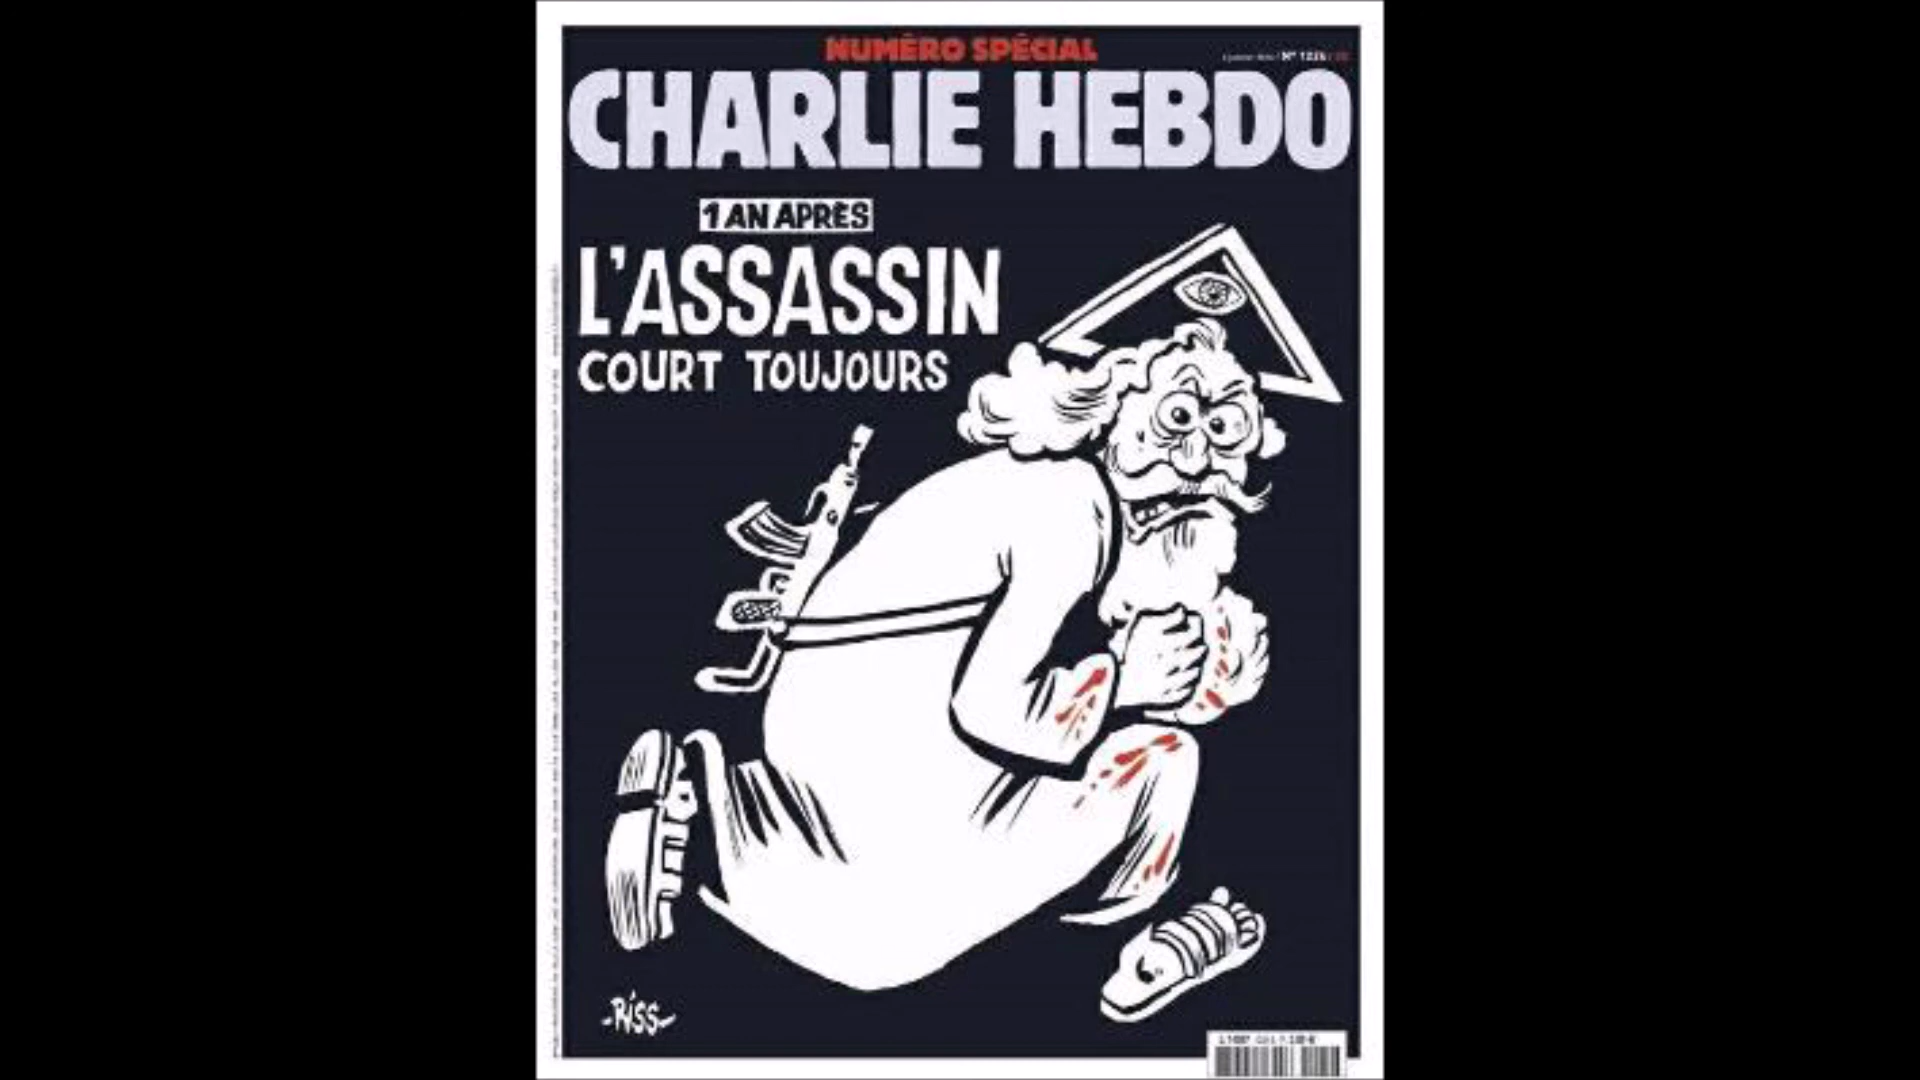 NUMÉRO SPÉCIAL
CHARLIE HEBDO
1 AN APRÈS
L'ASSASSIN
COURT TOUJOURS
RISS